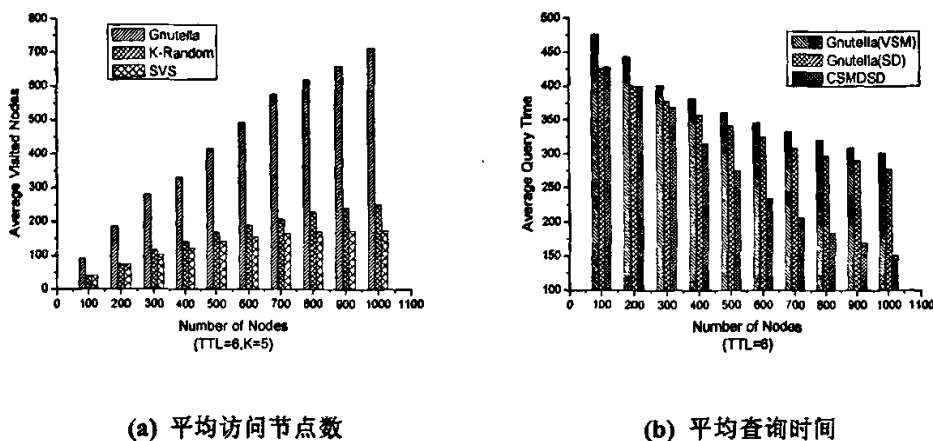 800
700
600
500
400
300
200
100
0
Average Visited Nodes
Gnutella
K-Random
SVS
0 100 200 300 400 500 600 700 800 900 1000 1100
Number of Nodes
(TTL=6,K=5)
(a) 平均访问节点数
500
450
400
350
300
250
200
150
100
Average Query Time
Gnutella(VSM)
Gnutella(SD)
CSMDSD
0 100 200 300 400 500 600 700 800 900 1000 1100
Number of Nodes
(TTL=6)
(b) 平均查询时间